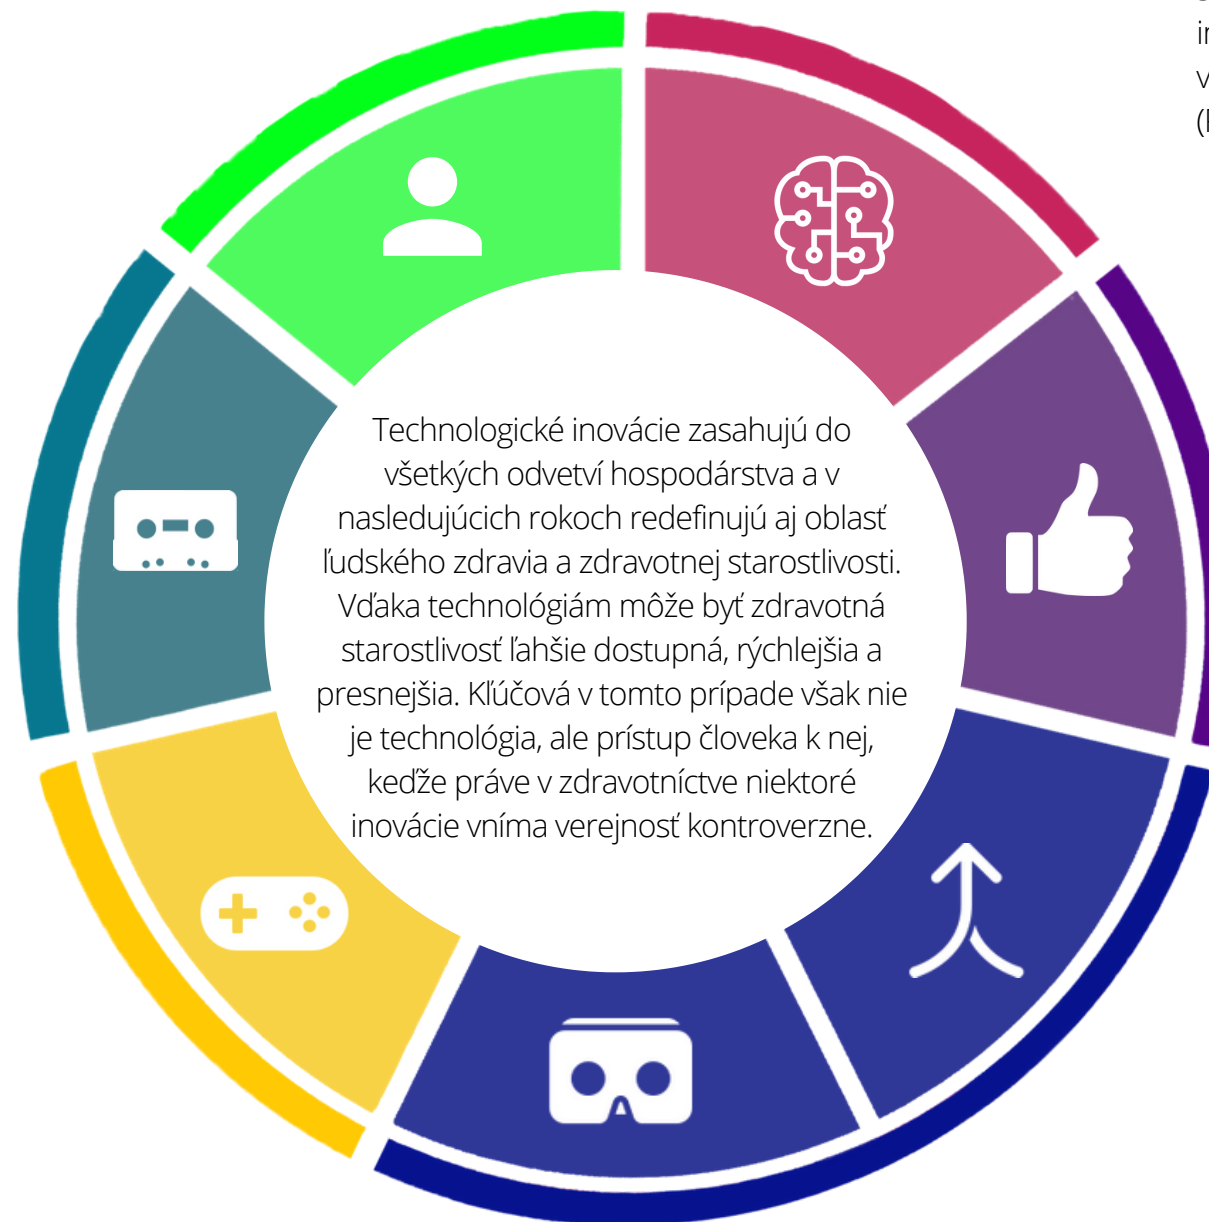 Technologické inovácie zasahujú do
všetkých odvetví hospodárstva a v
nasledujúcich rokoch redefinujú aj oblasť
ľudského zdravia a zdravotnej starostlivosti.
Vďaka technológiám môže byť zdravotná
starostlivosť ľahšie dostupná, rýchlejšia a
presnejšia. Kľúčová v tomto prípade však nie
je technológia, ale prístup človeka k nej,
keďže práve v zdravotníctve niektoré
inovácie vníma verejnosť kontroverzne.